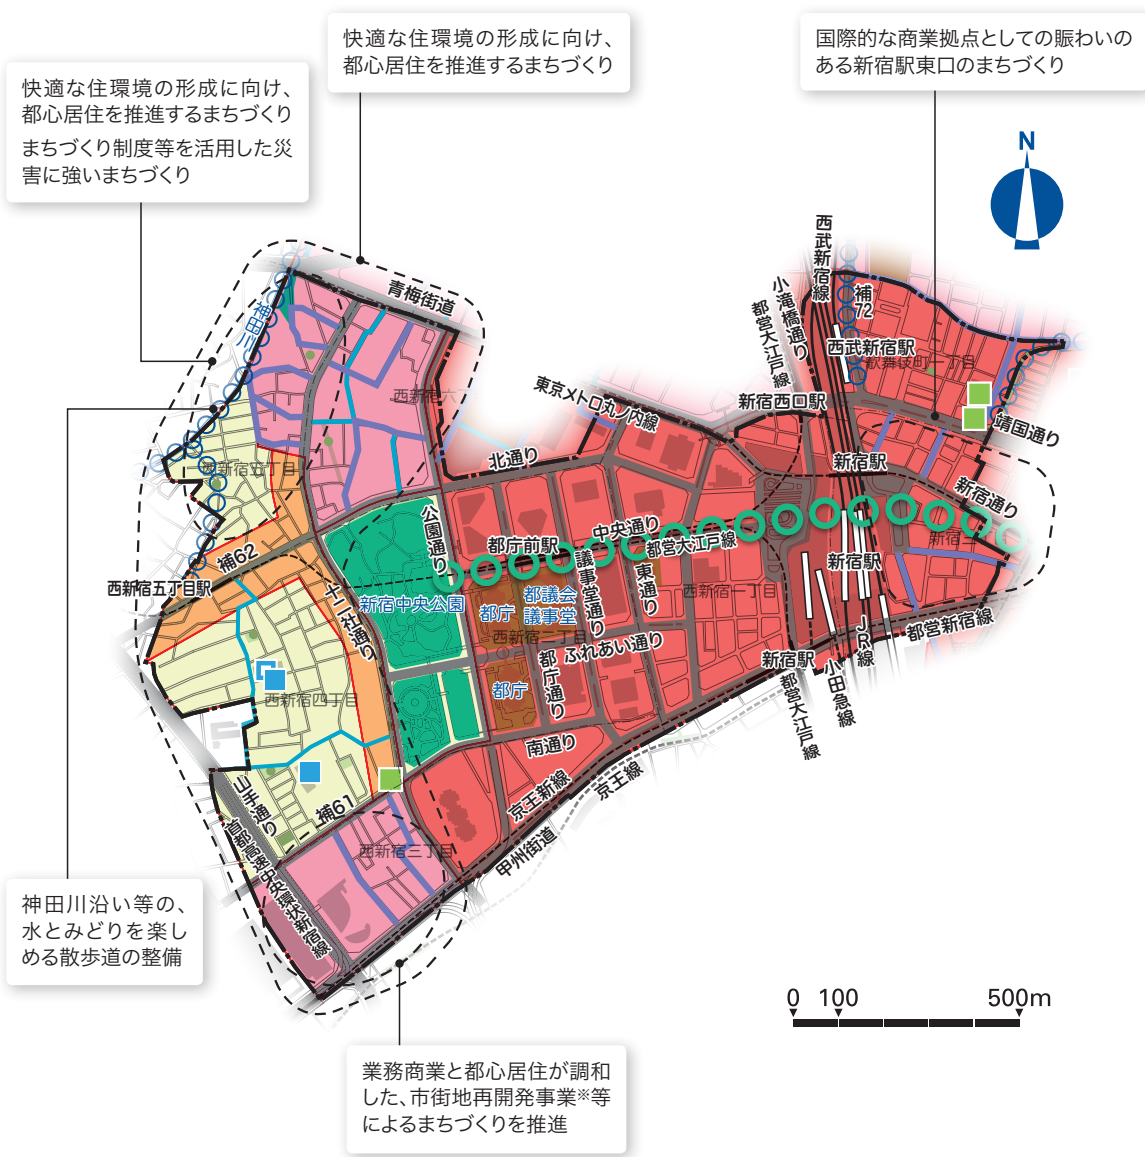 快適な住環境の形成に向け、
都心居住を推進するまちづくり
国際的な商業拠点としての賑わいの
ある新宿駅東口のまちづくり
快適な住環境の形成に向け、
都心居住を推進するまちづくり
まちづくり制度等を活用した災
害に強いまちづくり
N
西武新宿線
小滝橋通り
都営大江戸線
補72
青梅街道
神田川
西武新宿駅
歌舞伎町一丁目
西新宿六
東京メトロ丸ノ内線
新宿西口駅
靖国通り
北通り
新宿駅
西新宿五丁目
新宿通り
公園通り
中央通り
都営大江戸線
都庁前駅
新宿
補62
西新宿五丁目駅
十二社通り
新宿中央公園
都庁
都議会
議事堂
議事堂通り
東通り
新宿駅
西新宿一丁目
西新宿二丁目
ふれあい通り
都庁通り
都庁
新宿駅
都営大江戸線
小田急線
JR線
都営新宿線
西新宿四丁目
南通り
京王新線
京王線
甲州街道
山手通り
首都高速中央環状新宿線
補61
西新宿三丁目
神田川沿い等の、
水とみどりを楽し
める散歩道の整備
0 100 500m
業務商業と都心居住が調和
した、市街地再開発事業※等
によるまちづくりを推進